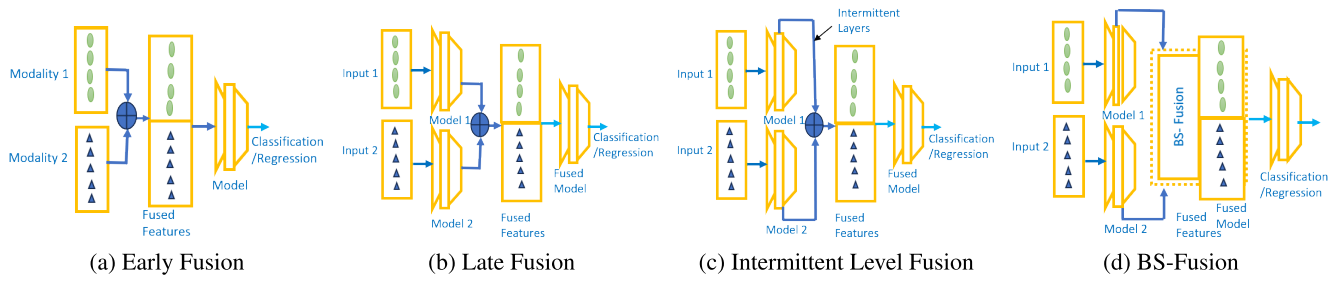 Modality 1
Modality 2
Fused
Features
Model
Classification
/Regression
(a) Early Fusion
Input 1
Input 2
Model 1
Model 2
Fused
Features
Fused
Model
Classification
/Regression
(b) Late Fusion
Intermittent
Layers
Input 1
Input 2
Model 1
Model 2
Fused
Features
Fused
Model
Classification
/Regression
(c) Intermittent Level Fusion
Input 1
Input 2
Model 1
Model 2
BS- Fusion
Fused
Features
Fused
Model
Classification
/Regression
(d) BS-Fusion